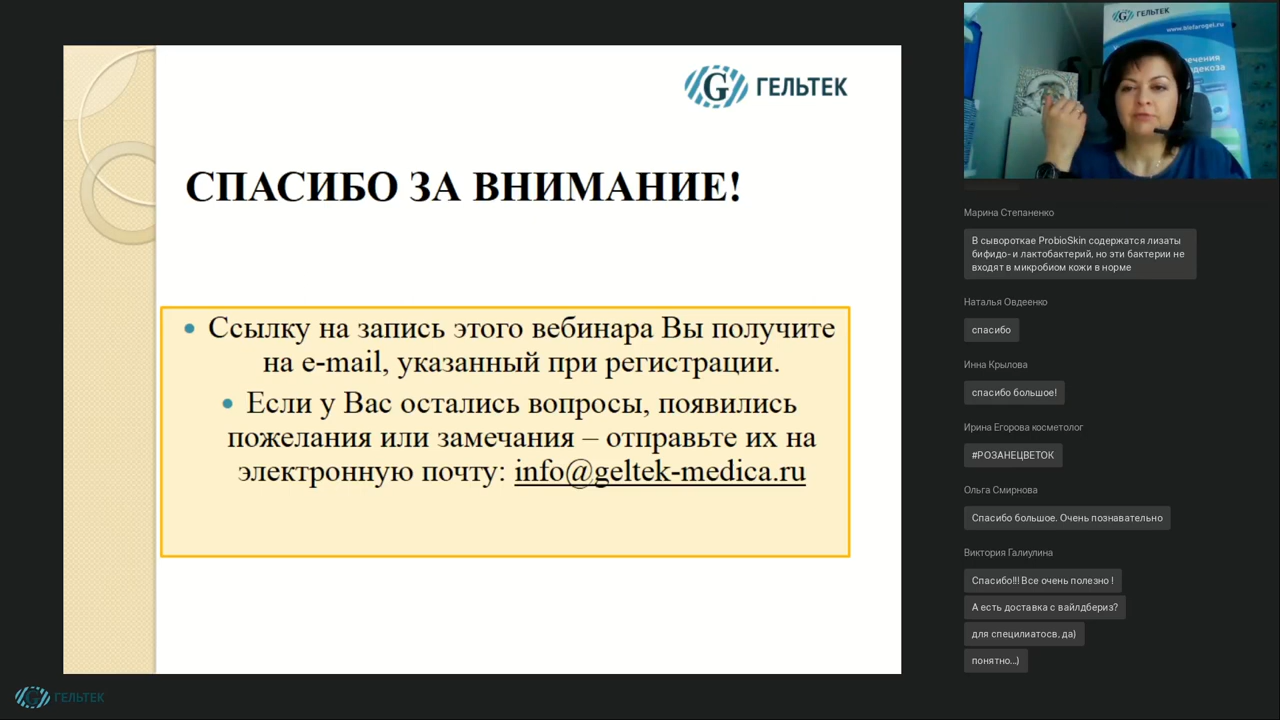 ГЕЛЬТЕК
СПАСИБО ЗА ВНИМАНИЕ!
Ссылку на запись этого вебинара Вы получите
на e-mail, указанный при регистрации.
Если у Вас остались вопросы, появились
пожелания или замечания – отправьте их на
электронную почту: info@geltek-medica.ru
ГЕЛЬТЕК
ГЕЛЬТЕК
www.blefarogel.ru
Марина Степаненко
В сывороткае ProbioSkin содержатся лизаты
бифидо- и лактобактерий, но эти бактерии не
входят в микробиом кожи в норме
Наталья Овдеенко
спасибо
Инна Крылова
спасибо большое!
Ирина Егорова косметолог
#РОЗАНЕЦВЕТОК
Ольга Смирнова
Спасибо большое. Очень познавательно
Виктория Галиулина
Спасибо!!! Все очень полезно !
А есть доставка с вайлдбериз?
для специлиатосв, да)
понятно...)